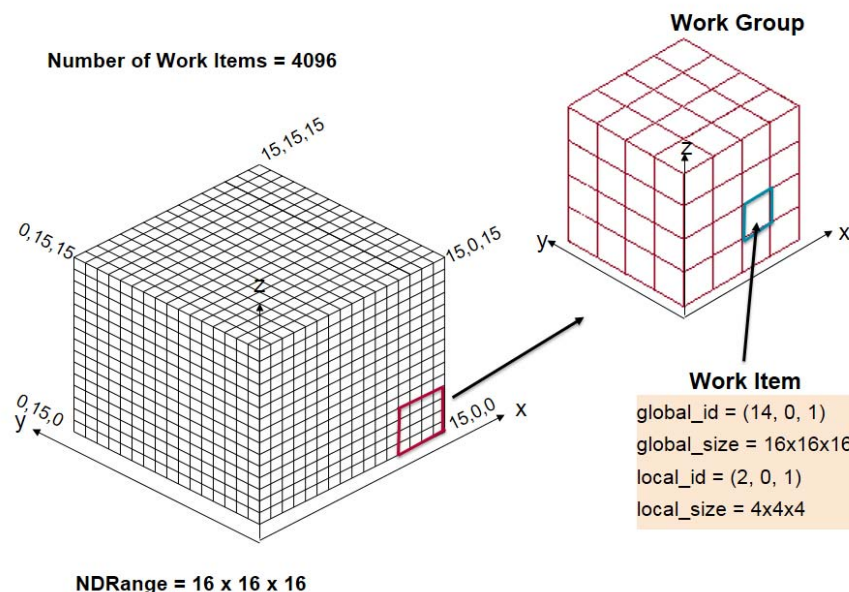 Work Group
Number of Work Items = 4096
15,15,15
z
0,15,15
15,0,15
y
x
z
Work Item
0,15,0
y
15,0,0
x
global_id = (14, 0, 1)
global_size = 16x16x16
local_id = (2, 0, 1)
local_size = 4x4x4
NDRange = 16 x 16 x 16